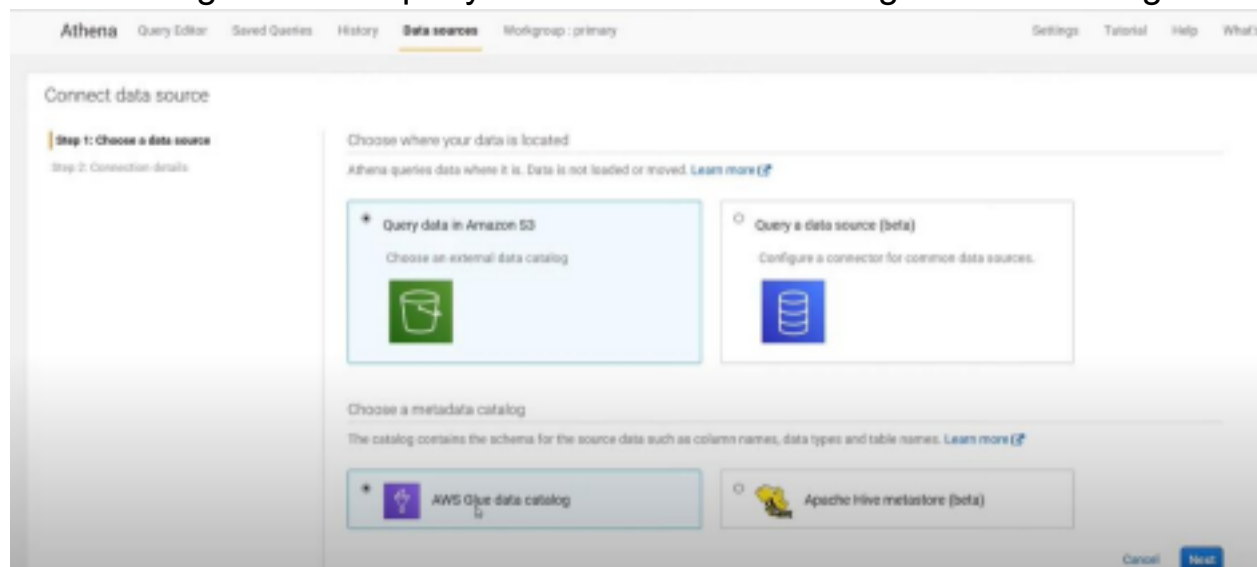 Athena Query Editor Saved Queries History Data sources Workgroup : primary Settings Tutorial Help What's
Connect data source
Step 1: Choose a data source
Step 2: Connection details
Choose where your data is located
Athena queries data where it is. Data is not loaded or moved. Learn more
Query data in Amazon S3
Choose an external data catalog
Query a data source (beta)
Configure a connector for common data sources.
Choose a metadata catalog
The catalog contains the schema for the source data such as column names, data types and table names. Learn more
AWS Glue data catalog
Apache Hive metastore (beta)
Cancel Next